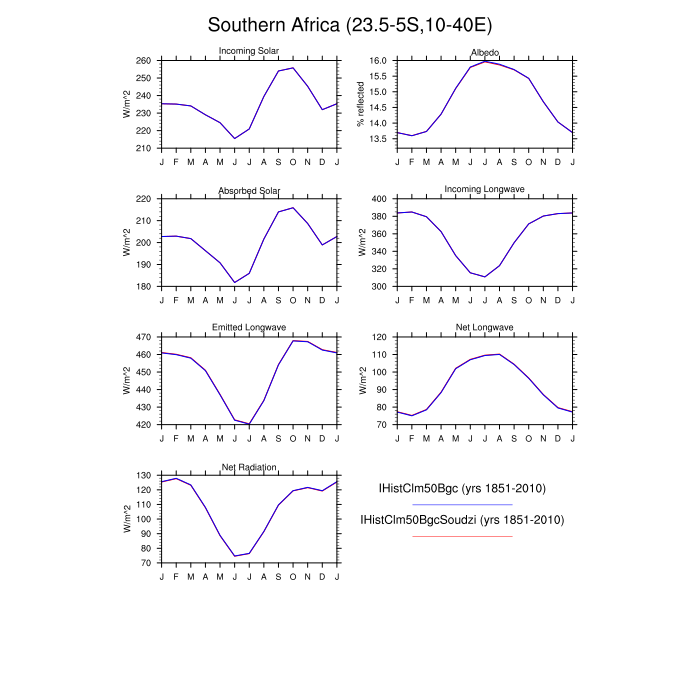 Southern Africa (23.5-5S,10-40E)
Incoming Solar
W/m^2
260
250
240
230
220
210
J F M A M J J A S O N D J
Albedo
% reflected
16.0
15.5
15.0
14.5
14.0
13.5
J F M A M J J A S O N D J
Absorbed Solar
W/m^2
220
210
200
190
180
J F M A M J J A S O N D J
Incoming Longwave
W/m^2
400
380
360
340
320
300
J F M A M J J A S O N D J
Emitted Longwave
W/m^2
470
460
450
440
430
420
J F M A M J J A S O N D J
Net Longwave
W/m^2
120
110
100
90
80
70
J F M A M J J A S O N D J
Net Radiation
W/m^2
130
120
110
100
90
80
70
J F M A M J J A S O N D J
IHistClm50Bgc (yrs 1851-2010)
IHistClm50BgcSoudzi (yrs 1851-2010)